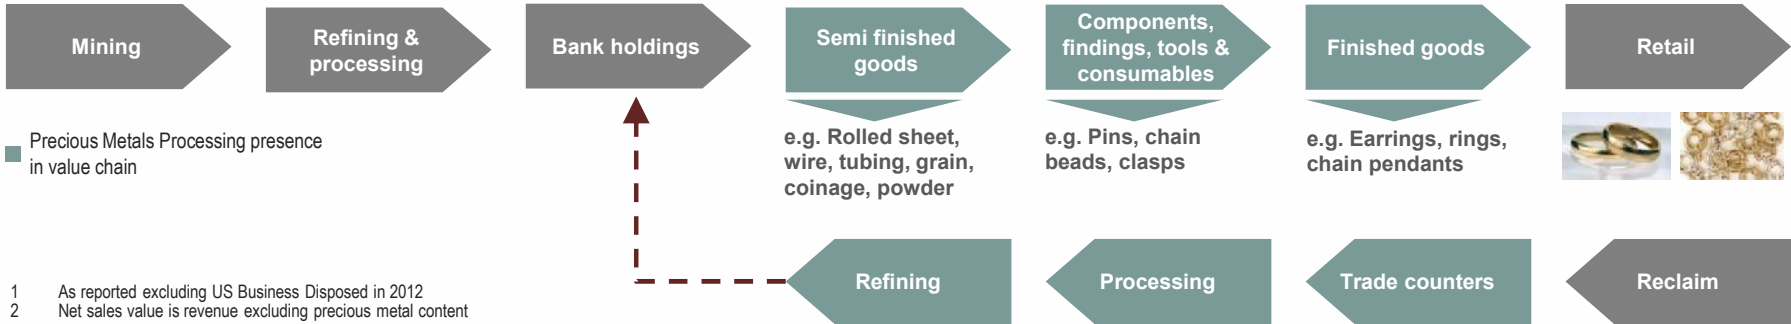 Mining
Refining &
processing
Bank holdings
Semi finished
goods
Components,
findings, tools &
consumables
Finished goods
Retail
Precious Metals Processing presence
in value chain
e.g. Rolled sheet,
wire, tubing, grain,
coinage, powder
e.g. Pins, chain
beads, clasps
e.g. Earrings, rings,
chain pendants
Refining
Processing
Trade counters
Reclaim
1 As reported excluding US Business Disposed in 2012
2 Net sales value is revenue excluding precious metal content